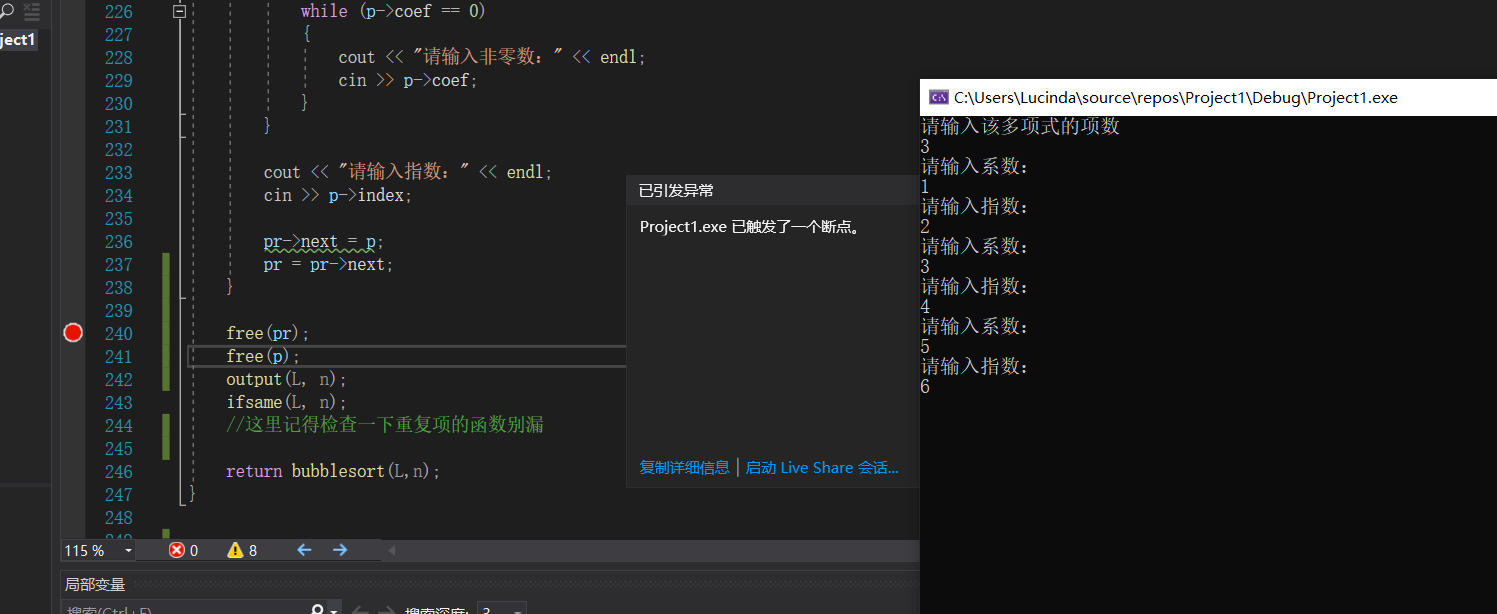 ject1
226 while (p->coef == 0)
227 {
228 cout << "请输入非零数：" << endl;
229 cin >> p->coef;
230 }
231 }
232
233 cout << "请输入指数：" << endl;
234 cin >> p->index;
235
236 pr->next = p;
237 pr = pr->next;
238 }
239
240 free(pr);
241 free(p);
242 output(L, n);
243 ifsame(L, n);
244 //这里记得检查一下重复项的函数别漏
245
246 return bubblesort(L,n);
247 }
248
115 % 0 8
局部变量
搜索(Ctrl+E) 搜索深度: 3
已引发异常
Project1.exe 已触发了一个断点。
复制详细信息 | 启动 Live Share 会话...
C:\Users\Lucinda\source\repos\Project1\Debug\Project1.exe
请输入该多项式的项数
3
请输入系数：
1
请输入指数：
2
请输入系数：
3
请输入指数：
4
请输入系数：
5
请输入指数：
6